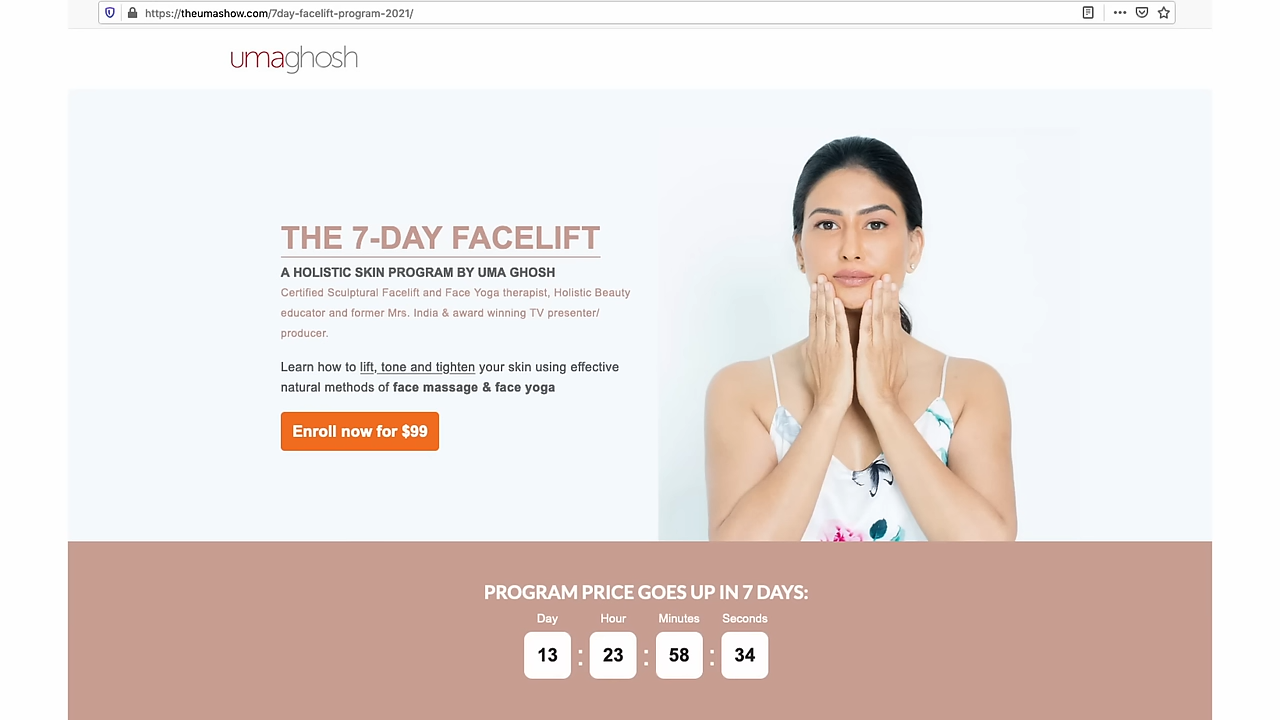 https://theumashow.com/7day-facelift-program-2021/
umaghosh
THE 7-DAY FACELIFT
A HOLISTIC SKIN PROGRAM BY UMA GHOSH
Certified Sculptural Facelift and Face Yoga therapist, Holistic Beauty
educator and former Mrs. India & award winning TV presenter/
producer.
Learn how to lift, tone and tighten your skin using effective
natural methods of face massage & face yoga
Enroll now for $99
PROGRAM PRICE GOES UP IN 7 DAYS:
Day Hour Minutes Seconds
13 : 23 : 58 : 34